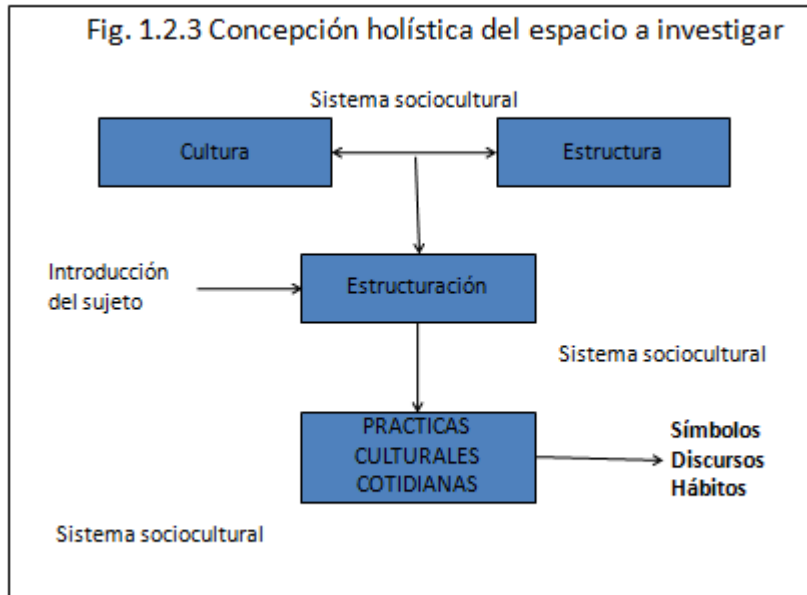 Fig. 1.2.3 Concepción holística del espacio a investigar
Sistema sociocultural
Cultura
Estructura
Introducción
del sujeto
Estructuración
Sistema sociocultural
PRACTICAS
CULTURALES
COTIDIANAS
Símbolos
Discursos
Hábitos
Sistema sociocultural